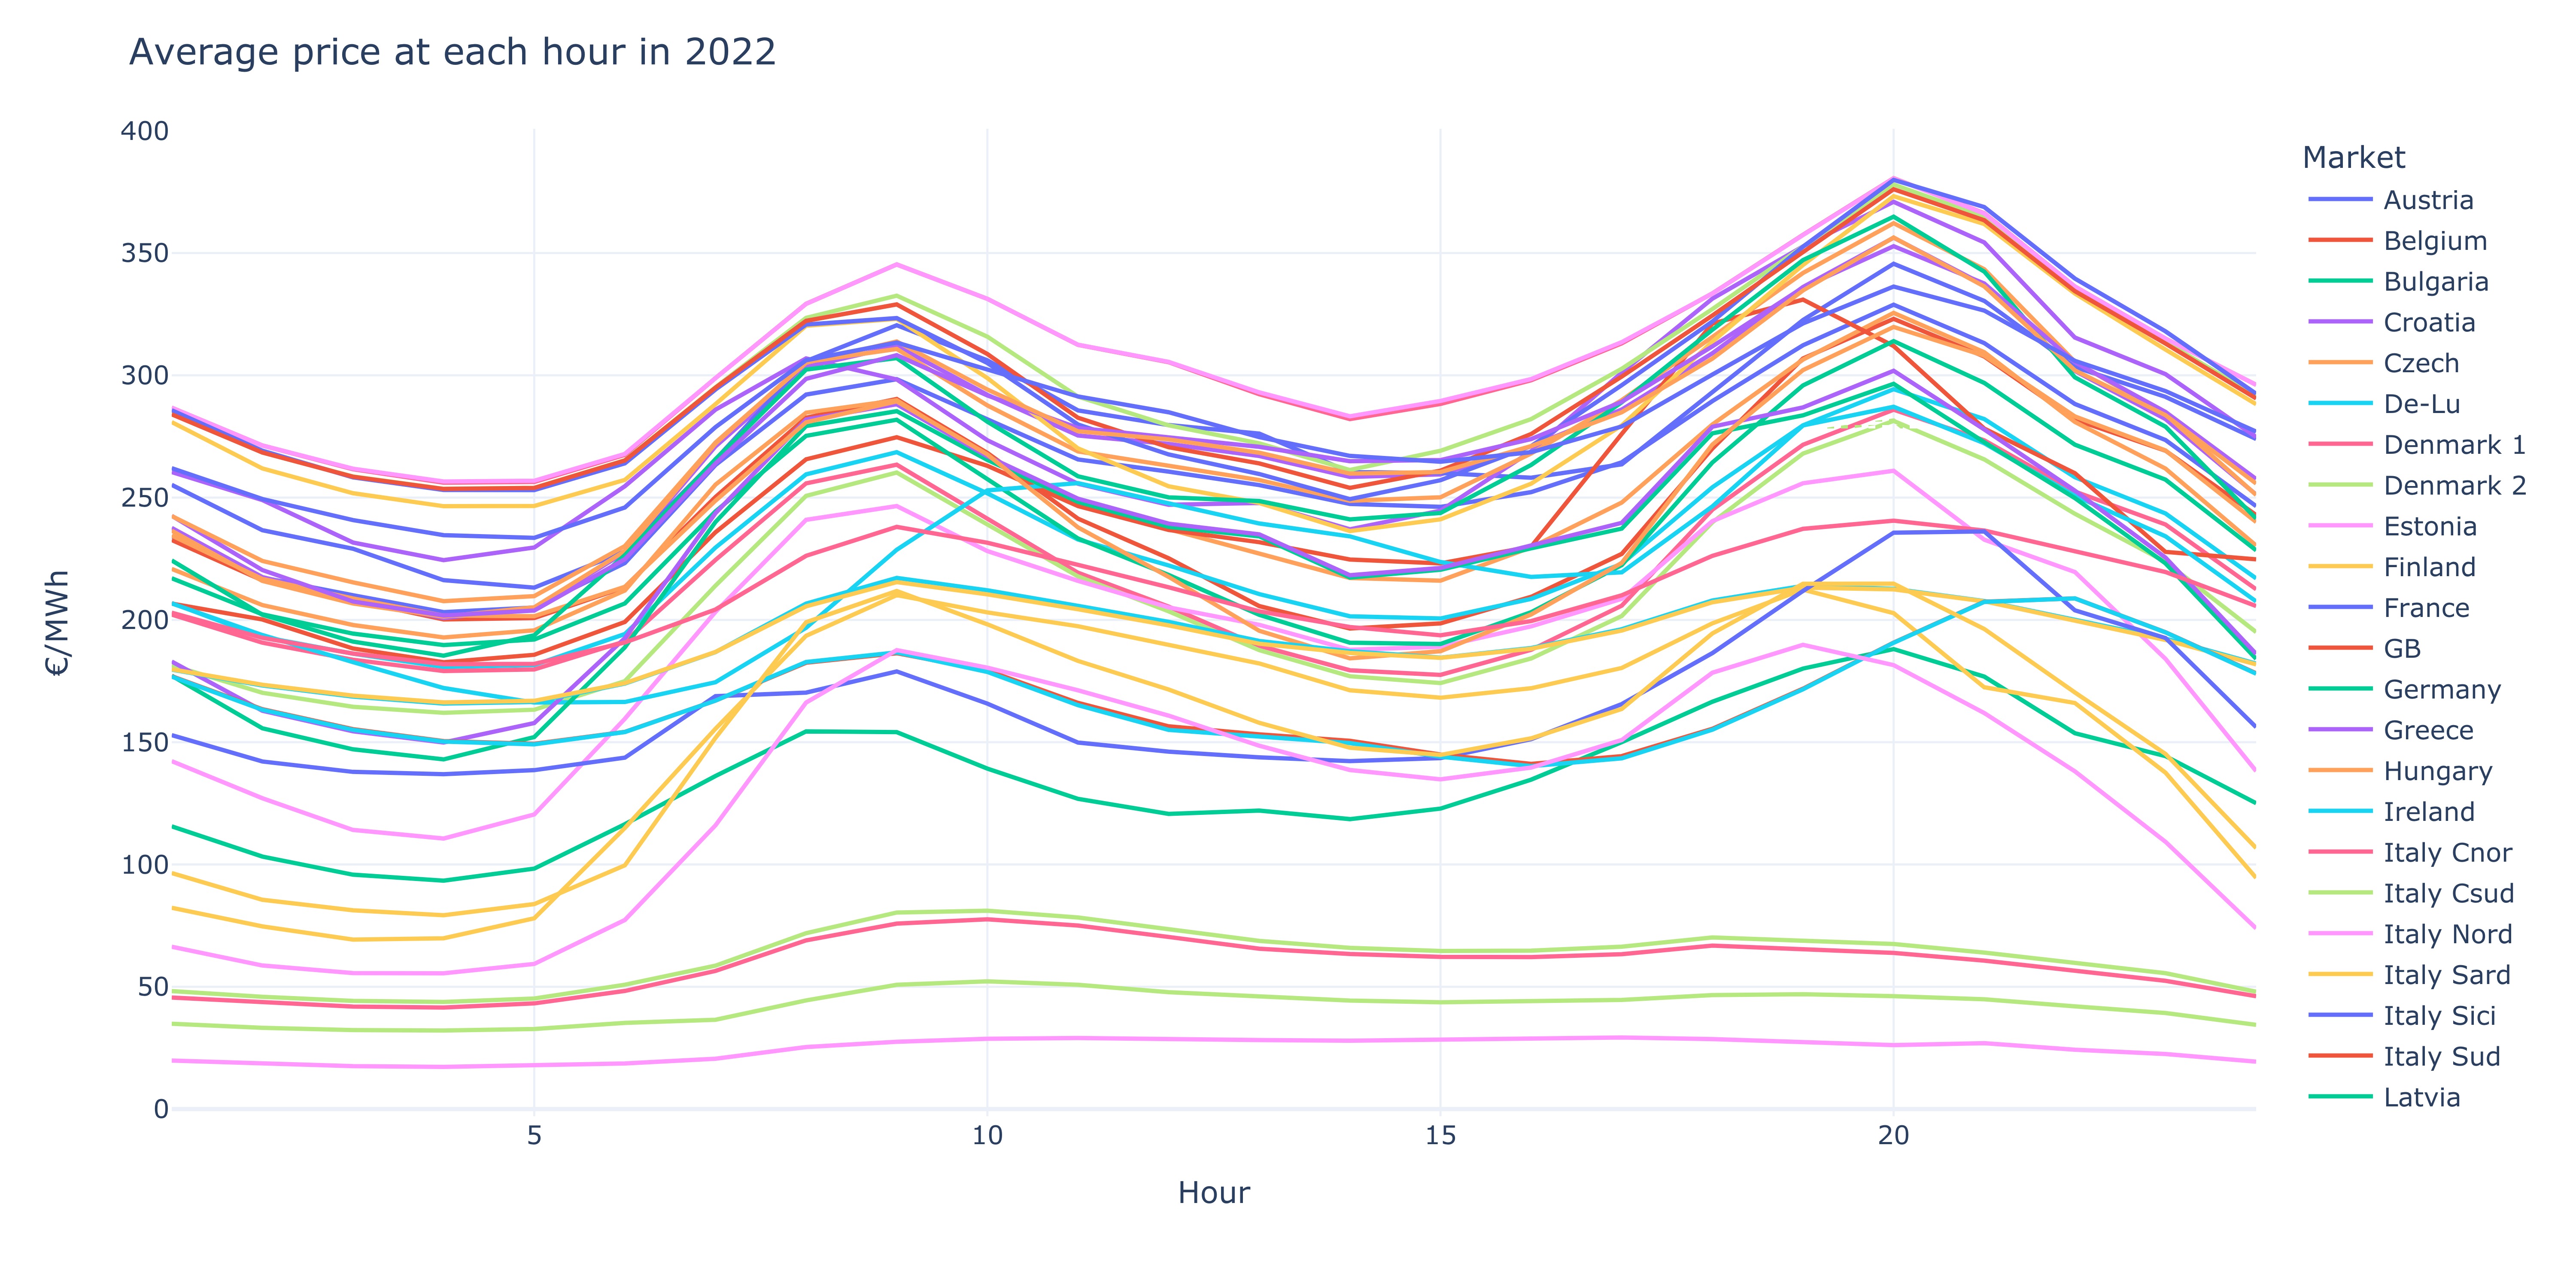 Average price at each hour in 2022
400
350
300
250
200
150
100
50
0
€/MWh
5
10
15
20
Hour
Market
Austria
Belgium
Bulgaria
Croatia
Czech
De-Lu
Denmark 1
Denmark 2
Estonia
Finland
France
GB
Germany
Greece
Hungary
Ireland
Italy Cnor
Italy Csud
Italy Nord
Italy Sard
Italy Sici
Italy Sud
Latvia